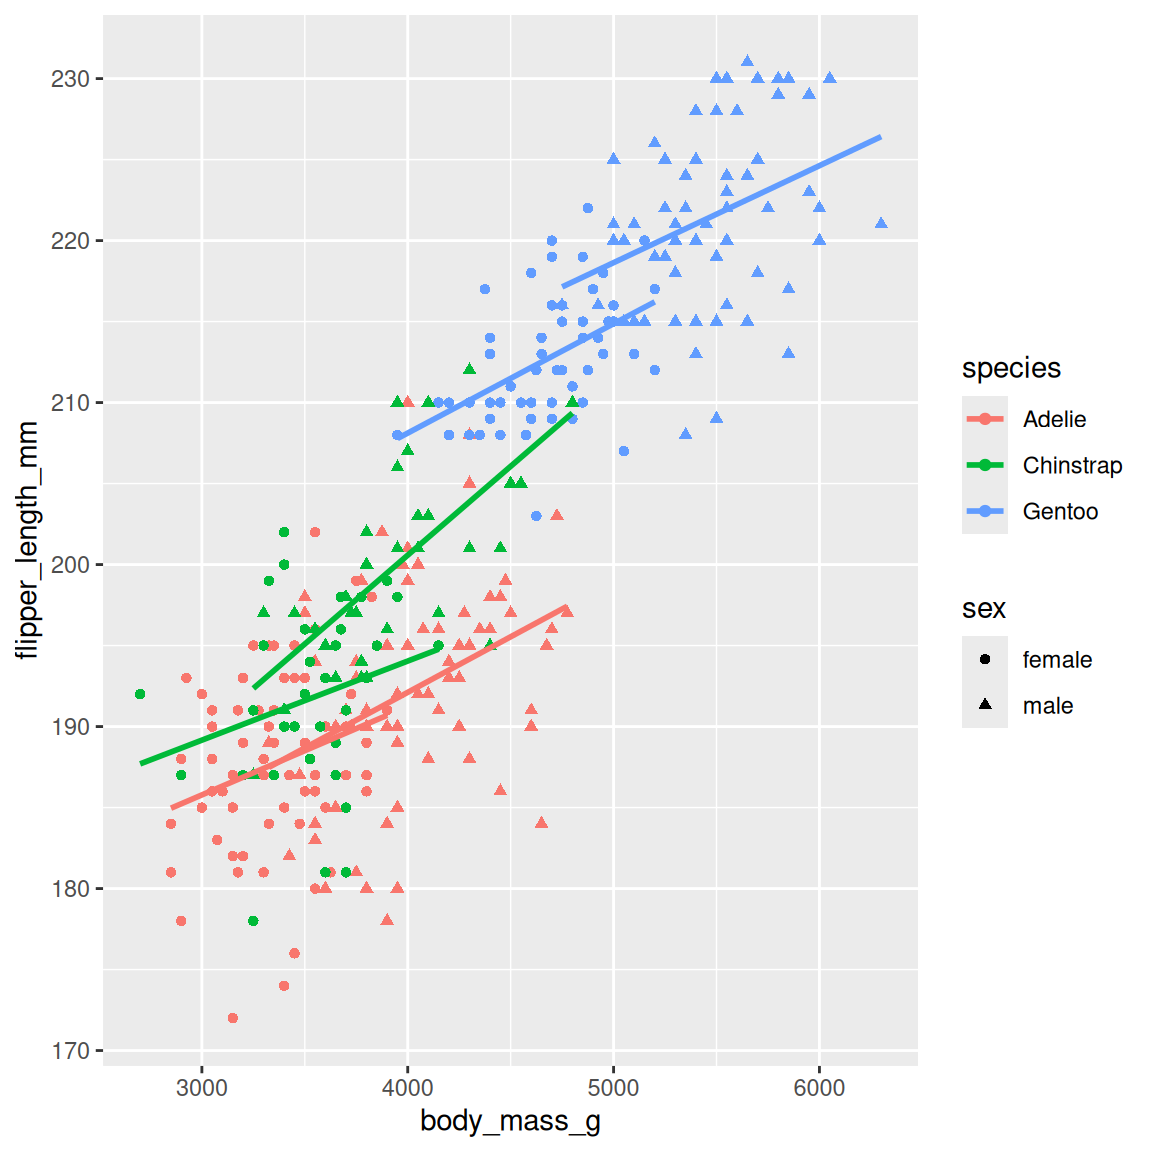 230
220
210
200
190
180
170
flipper_length_mm
3000 4000 5000 6000
body_mass_g
species
Adelie
Chinstrap
Gentoo
sex
female
male